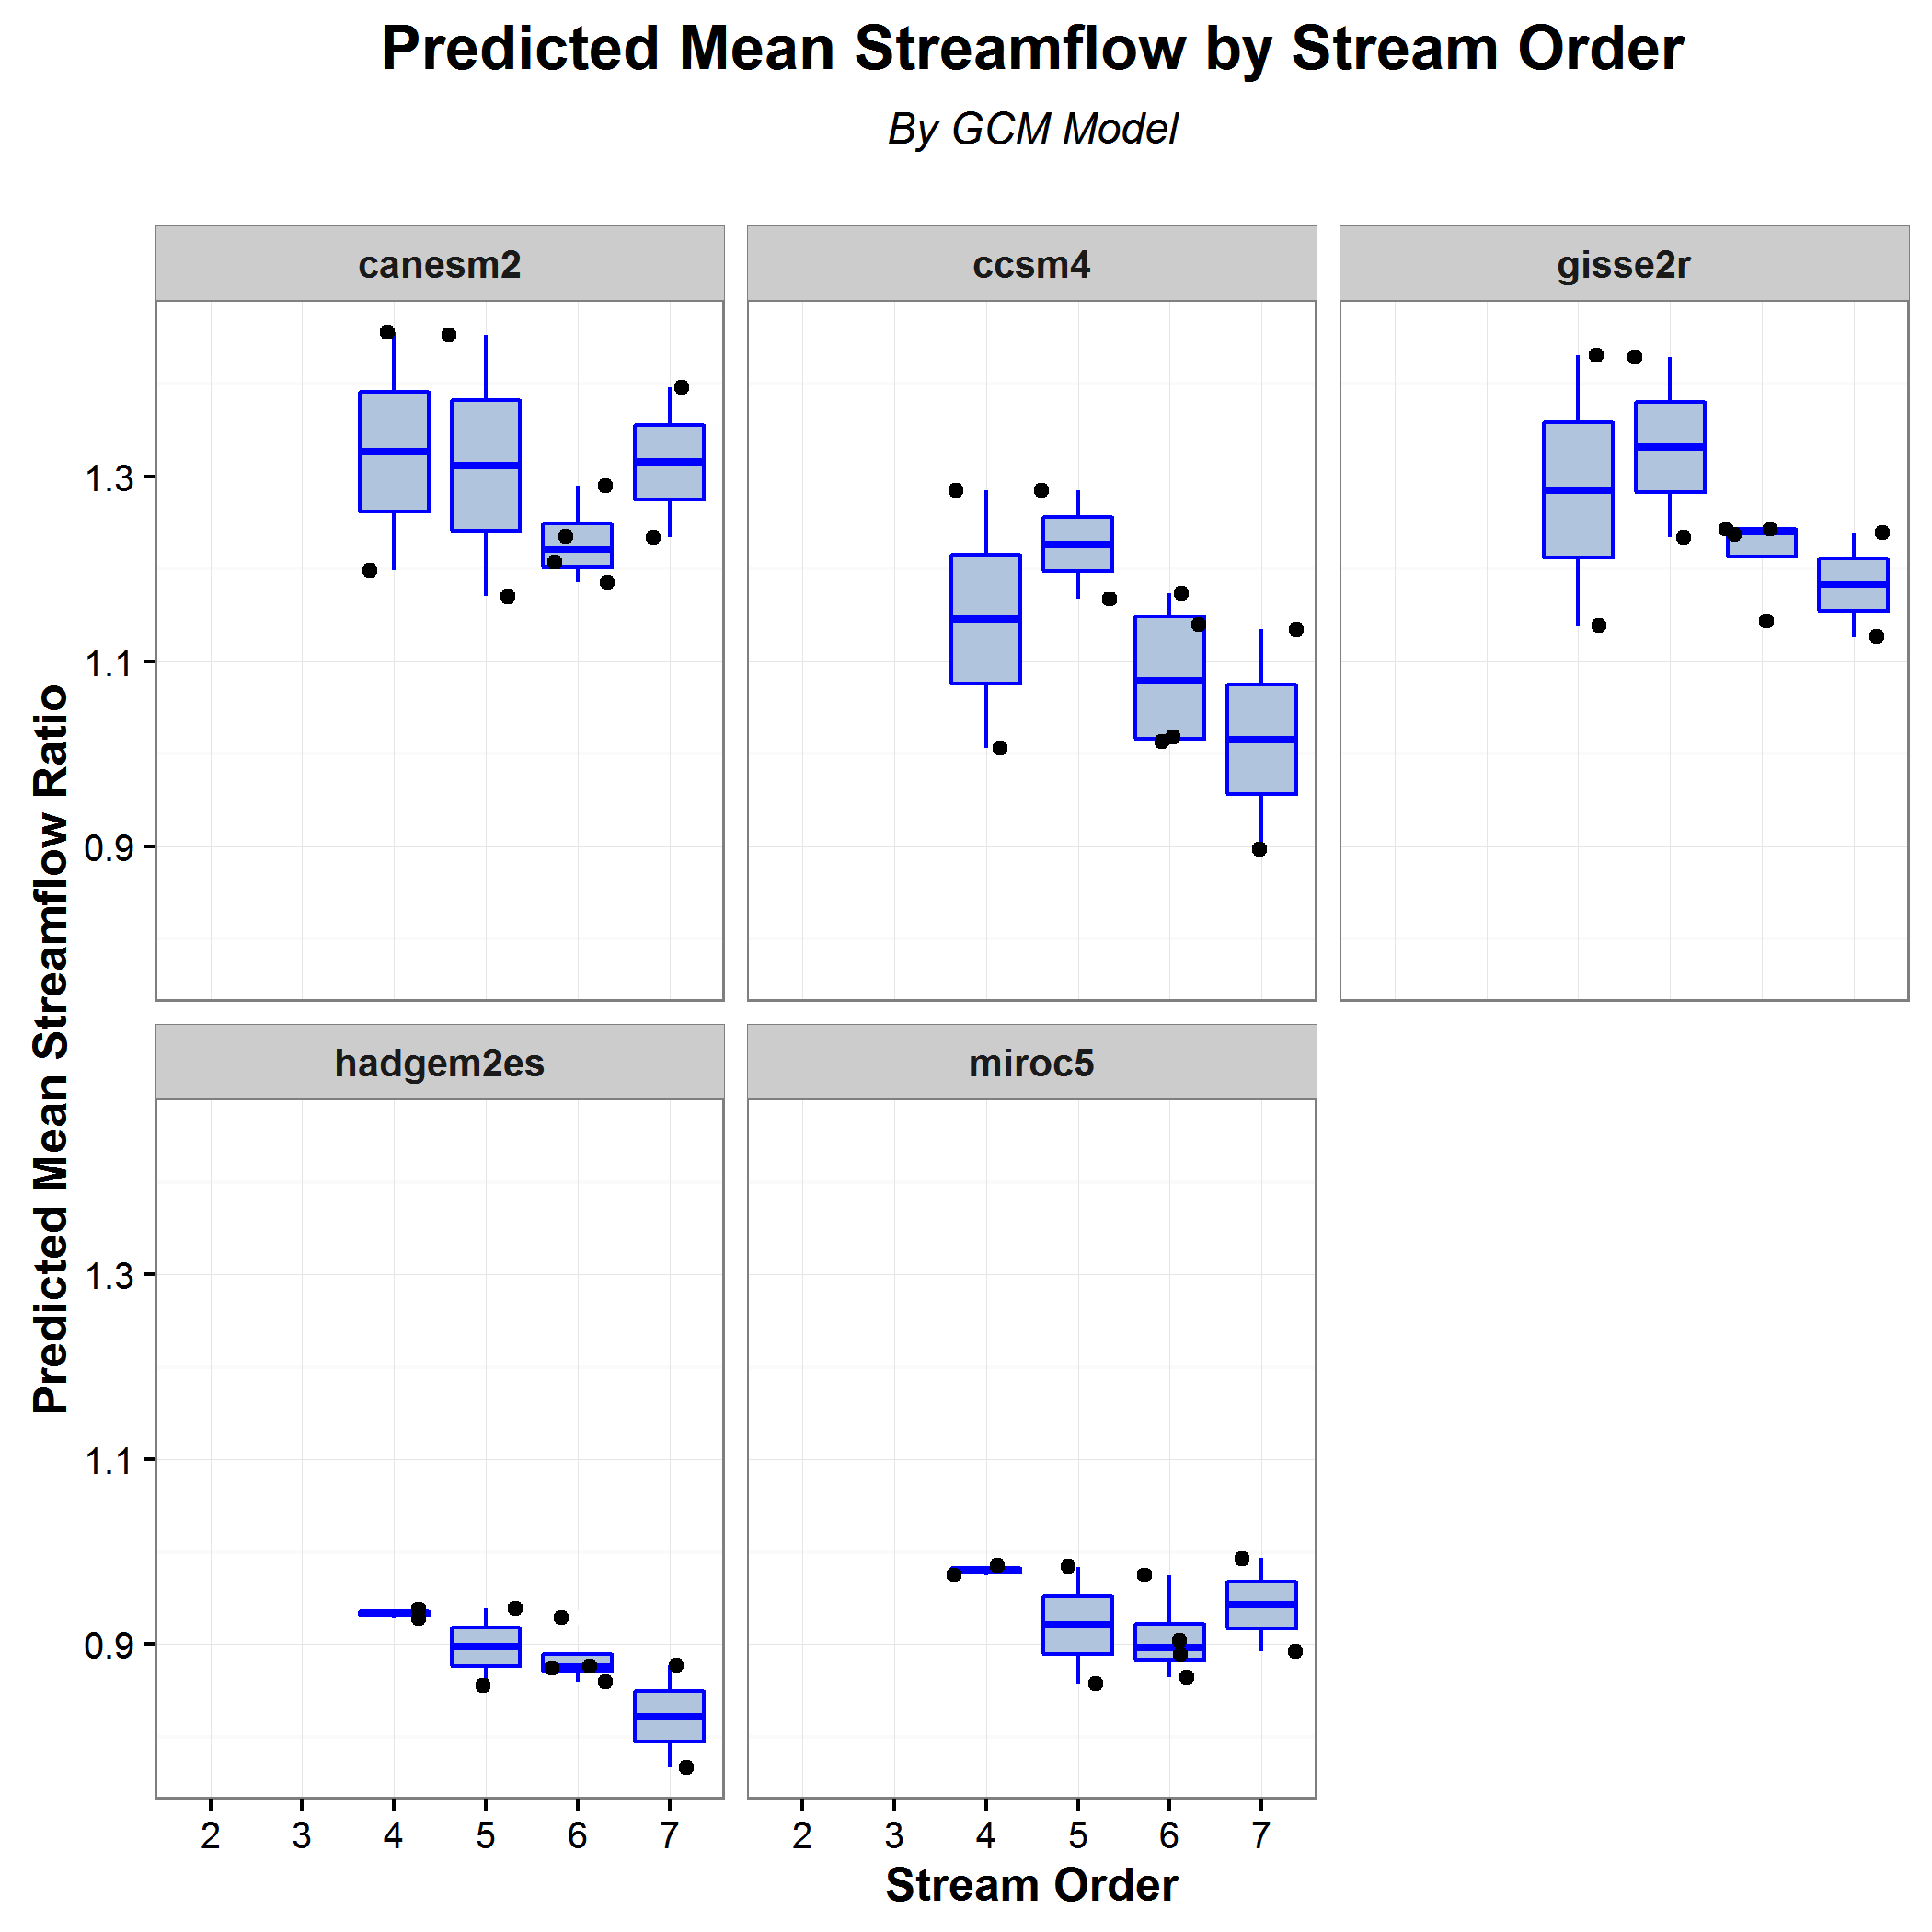 Predicted Mean Streamflow by Stream Order
By GCM Model
canesm2
ccsm4
gisse2r
1.3
1.1
0.9
Predicted Mean Streamflow Ratio
hadgem2es
miroc5
1.3
1.1
0.9
2 3 4 5 6 7
2 3 4 5 6 7
Stream Order